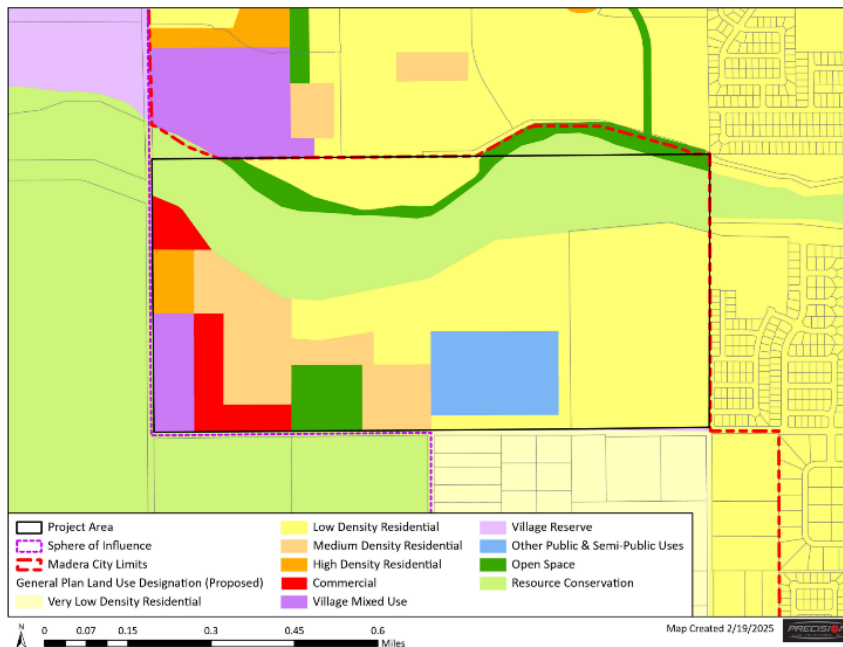 Project Area
Sphere of Influence
Madera City Limits
General Plan Land Use Designation (Proposed)
Very Low Density Residential
Low Density Residential
Medium Density Residential
High Density Residential
Commercial
Village Mixed Use
Village Reserve
Other Public & Semi-Public Uses
Open Space
Resource Conservation
N
0 0.07 0.15 0.3 0.45 0.6
Miles
Map Created 2/19/2025
PRECISION